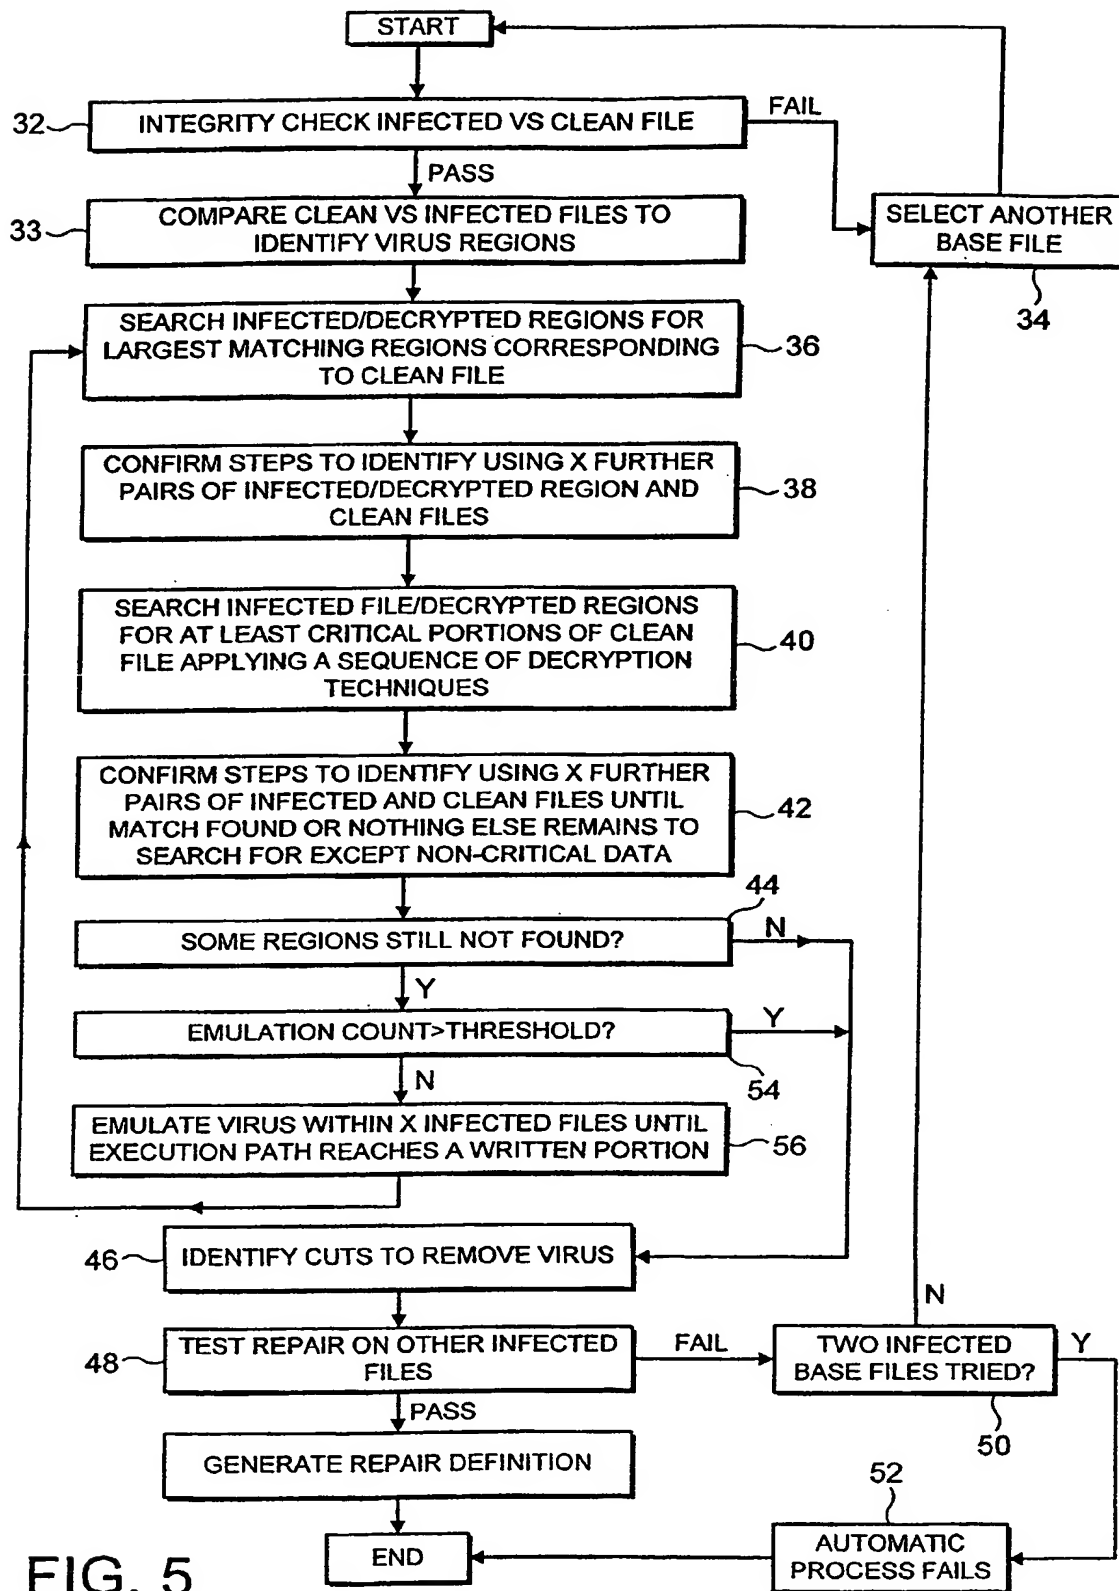 START
32
INTEGRITY CHECK INFECTED VS CLEAN FILE
FAIL
PASS
33
COMPARE CLEAN VS INFECTED FILES TO
IDENTIFY VIRUS REGIONS
SELECT ANOTHER
BASE FILE
34
SEARCH INFECTED/DECRYPTED REGIONS FOR
LARGEST MATCHING REGIONS CORRESPONDING
TO CLEAN FILE
36
CONFIRM STEPS TO IDENTIFY USING X FURTHER
PAIRS OF INFECTED/DECRYPTED REGION AND
CLEAN FILES
38
SEARCH INFECTED FILE/DECRYPTED REGIONS
FOR AT LEAST CRITICAL PORTIONS OF CLEAN
FILE APPLYING A SEQUENCE OF DECRYPTION
TECHNIQUES
40
CONFIRM STEPS TO IDENTIFY USING X FURTHER
PAIRS OF INFECTED AND CLEAN FILES UNTIL
MATCH FOUND OR NOTHING ELSE REMAINS TO
SEARCH FOR EXCEPT NON-CRITICAL DATA
42
44
SOME REGIONS STILL NOT FOUND?
N
Y
EMULATION COUNT>THRESHOLD?
Y
54
N
EMULATE VIRUS WITHIN X INFECTED FILES UNTIL
EXECUTION PATH REACHES A WRITTEN PORTION
56
46
IDENTIFY CUTS TO REMOVE VIRUS
N
48
TEST REPAIR ON OTHER INFECTED
FILES
FAIL
TWO INFECTED
BASE FILES TRIED?
Y
50
PASS
GENERATE REPAIR DEFINITION
52
END
AUTOMATIC
PROCESS FAILS
FIG. 5